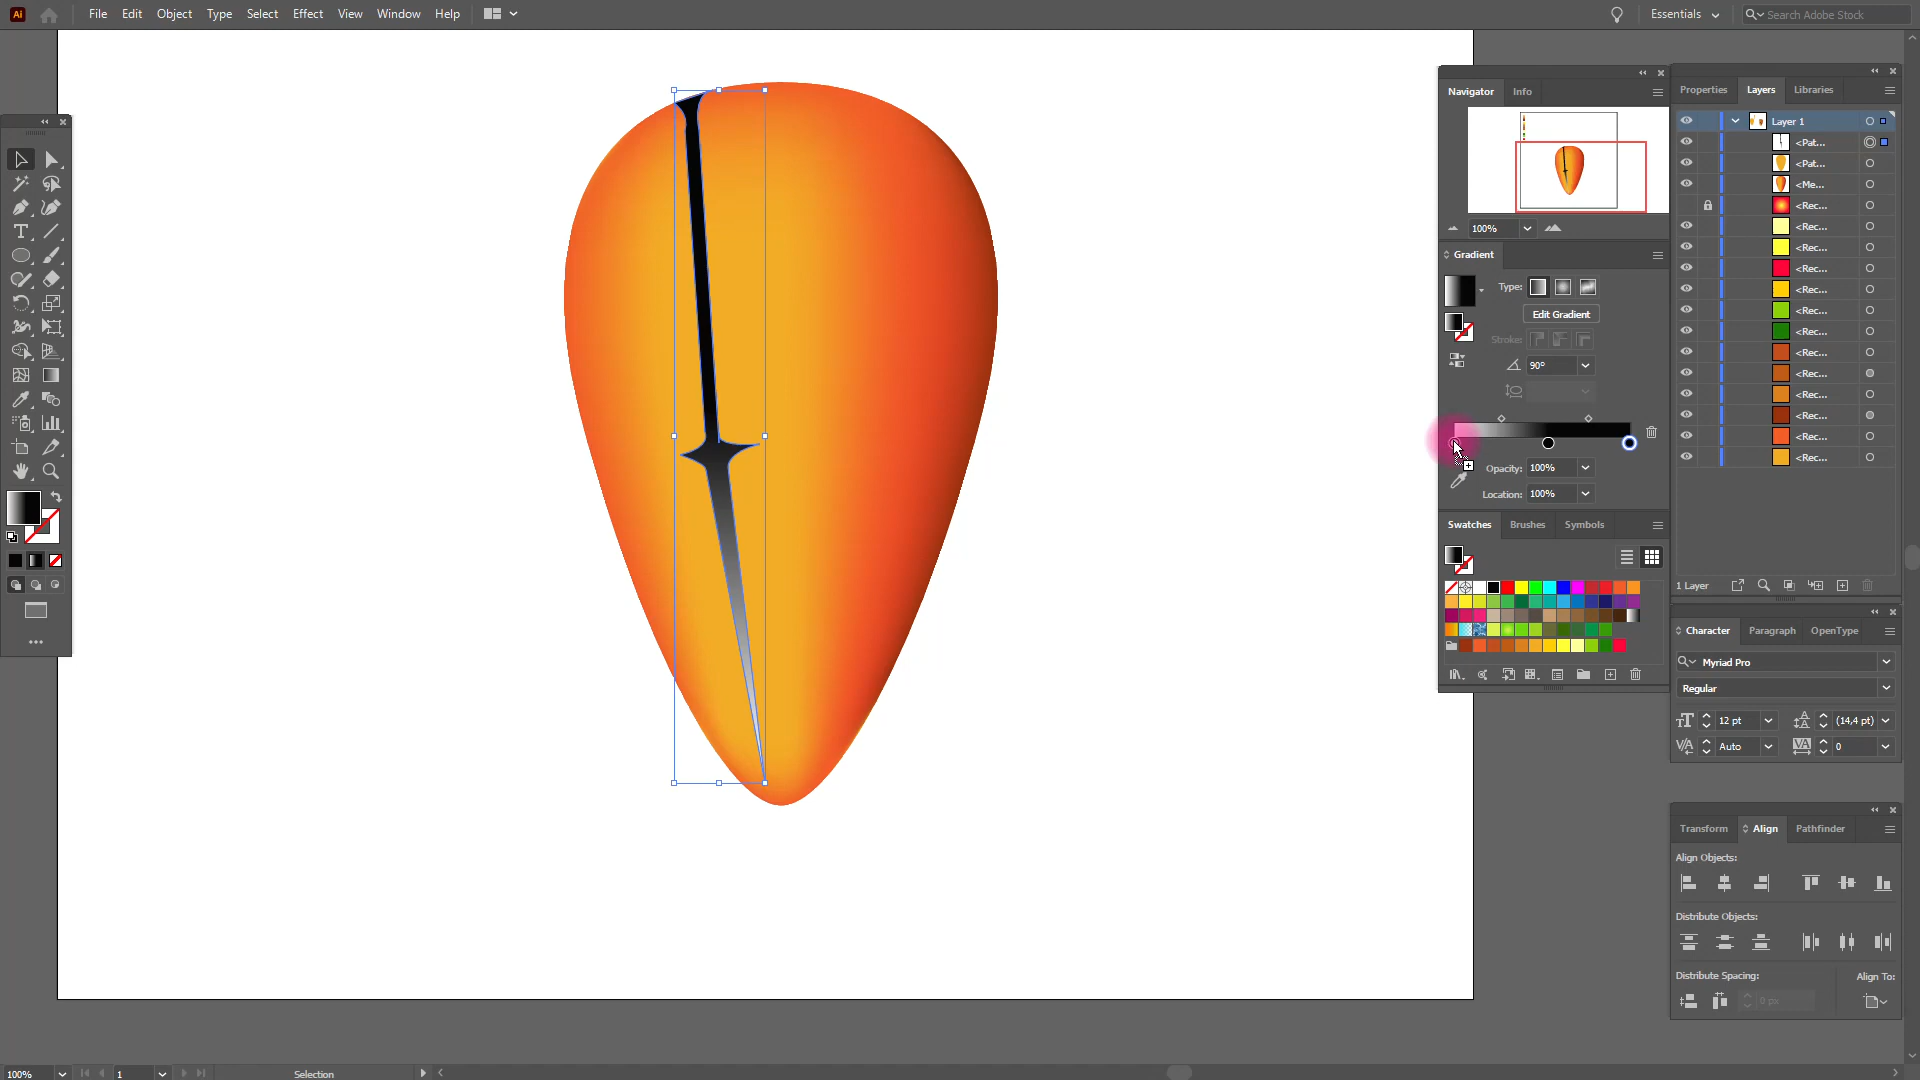 Ai File Edit Object Type Select Effect View Window Help Essentials Search Adobe Stock
Navigator Info
100%
Gradient
Type:
Edit Gradient
Stroke:
90°
Opacity: 100%
Location: 100%
Swatches Brushes Symbols
Properties Layers Libraries
Layer 1
<Pat...
<Pat...
<Me...
<Rec...
<Rec...
<Rec...
<Rec...
<Rec...
<Rec...
<Rec...
<Rec...
<Rec...
<Rec...
<Rec...
<Rec...
<Rec...
1 Layer
Character Paragraph OpenType
Myriad Pro
Regular
12 pt (14,4 pt)
Auto 0
Transform Align Pathfinder
Align Objects:
Distribute Objects:
Distribute Spacing: Align To:
0 px
100% 1 Selection